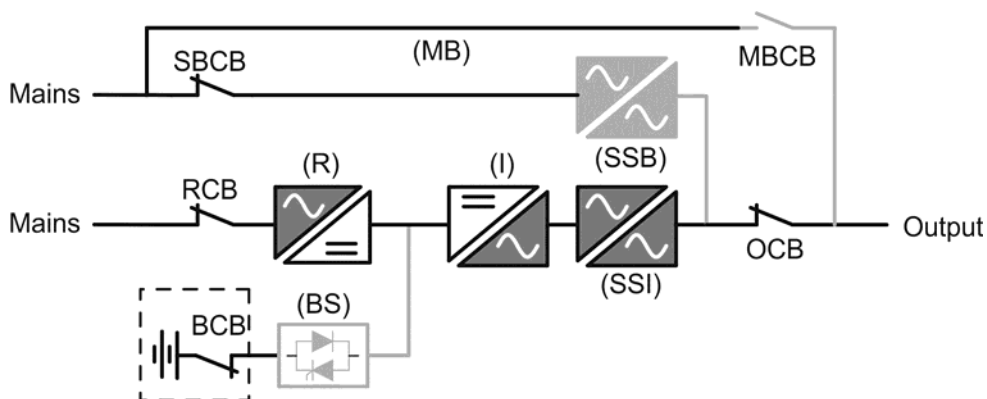 (MB)
MBCB
SBCB
Mains
(SSB)
(R)
(I)
RCB
Mains
Output
OCB
(SSI)
(BS)
BCB